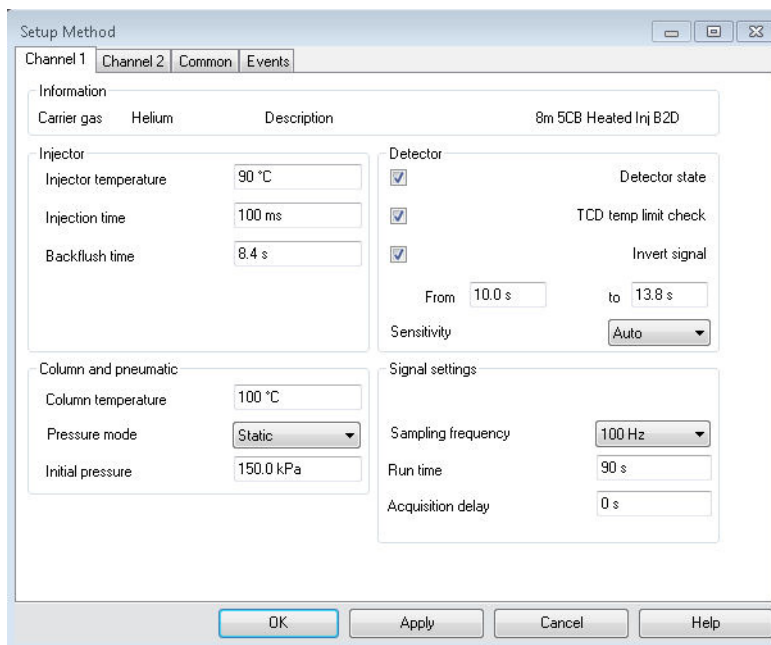 Setup Method
Channel 1 Channel 2 Common Events
Information
Carrier gas Helium Description 8m 5CB Heated Inj B2D
Injector
Injector temperature 90 °C
Injection time 100 ms
Backflush time 8.4 s
Detector
Detector state
TCD temp limit check
Invert signal
From 10.0 s to 13.8 s
Sensitivity Auto
Column and pneumatic
Column temperature 100 °C
Pressure mode Static
Initial pressure 150.0 kPa
Signal settings
Sampling frequency 100 Hz
Run time 90 s
Acquisition delay 0 s
OK Apply Cancel Help